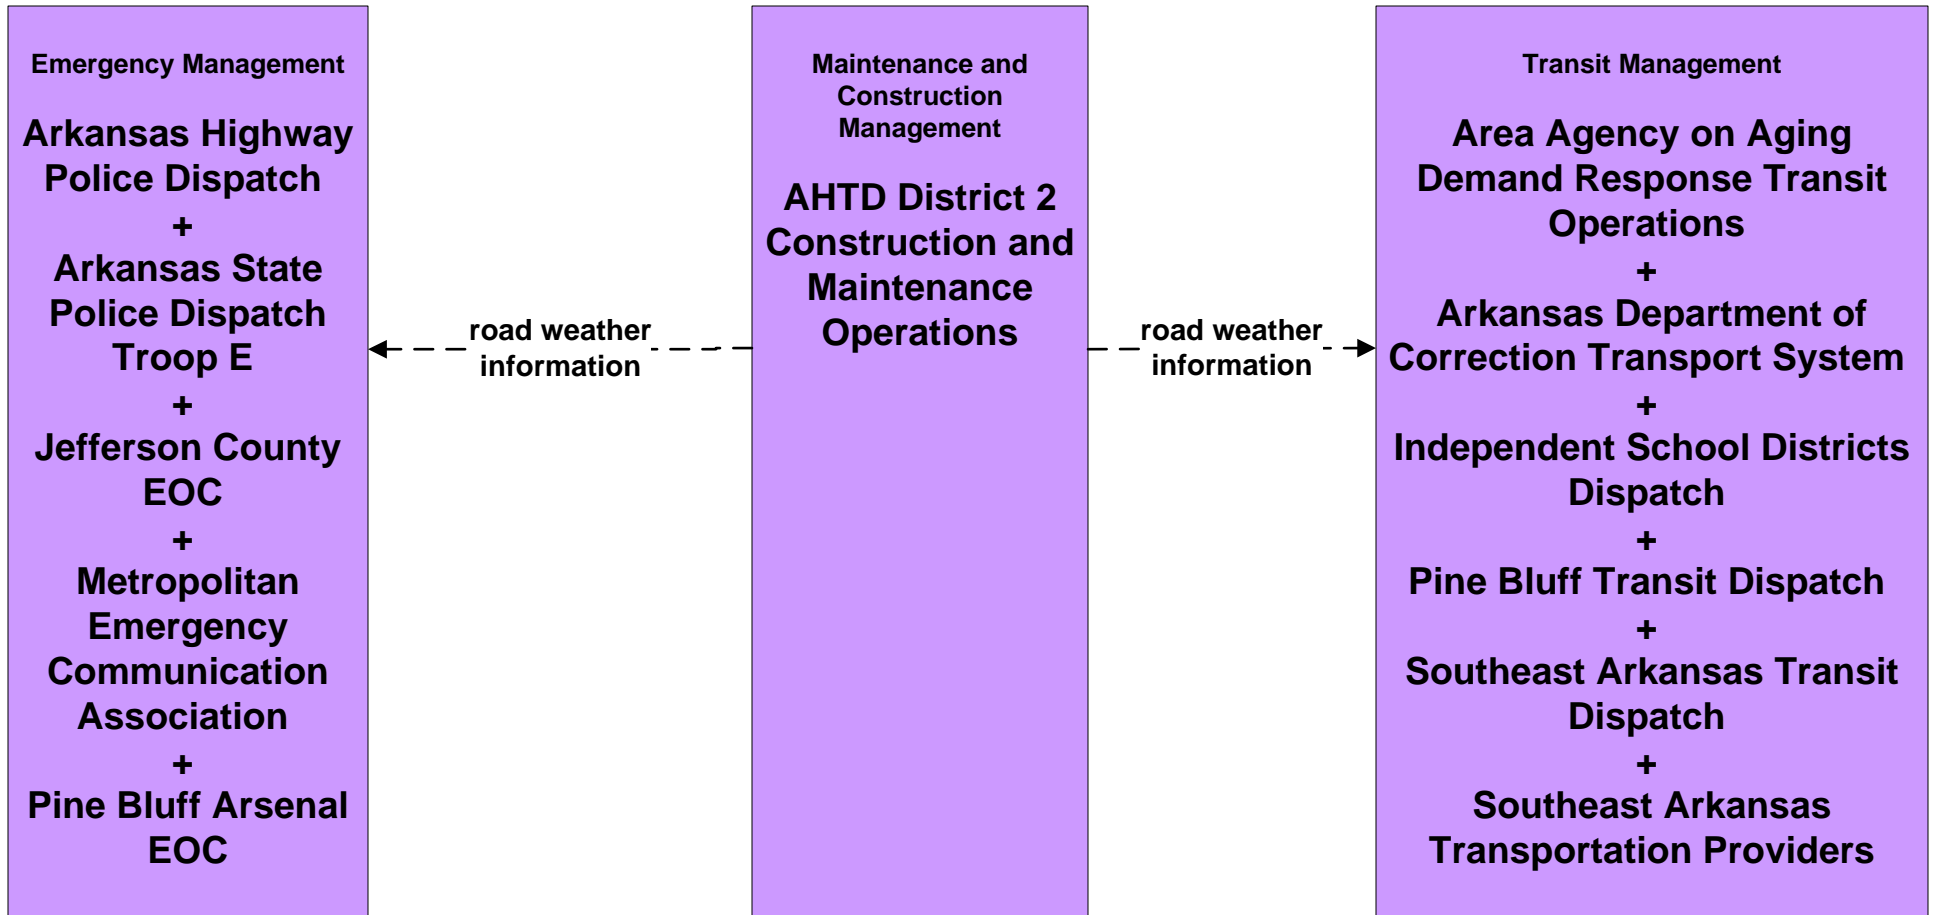 Emergency Management
Arkansas Highway
Police Dispatch
+
Arkansas State
Police Dispatch
Troop E
+
Jefferson County
EOC
+
Metropolitan
Emergency
Communication
Association
+
Pine Bluff Arsenal
EOC
road weather
information
Maintenance and
Construction
Management
AHTD District 2
Construction and
Maintenance
Operations
road weather
information
Transit Management
Area Agency on Aging
Demand Response Transit
Operations
+
Arkansas Department of
Correction Transport System
+
Independent School Districts
Dispatch
+
Pine Bluff Transit Dispatch
+
Southeast Arkansas Transit
Dispatch
+
Southeast Arkansas
Transportation Providers